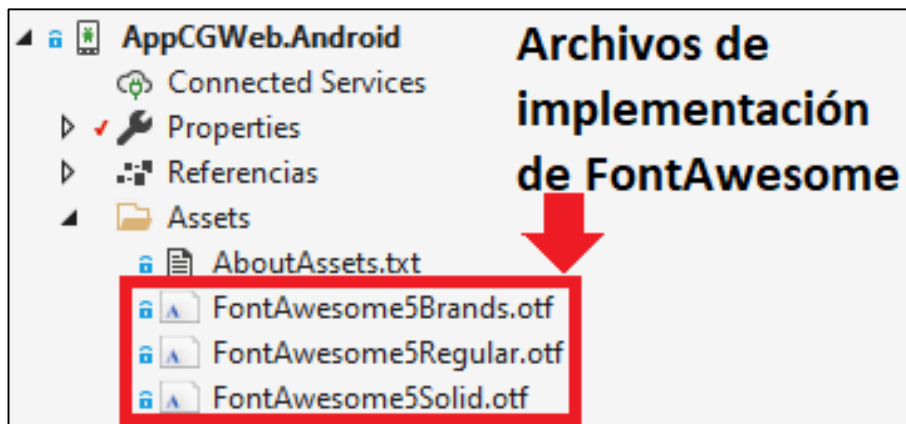 AppCGWeb.Android
Archivos de
implementación
de FontAwesome
Connected Services
Properties
Referencias
Assets
AboutAssets.txt
FontAwesome5Brands.otf
FontAwesome5Regular.otf
FontAwesome5Solid.otf